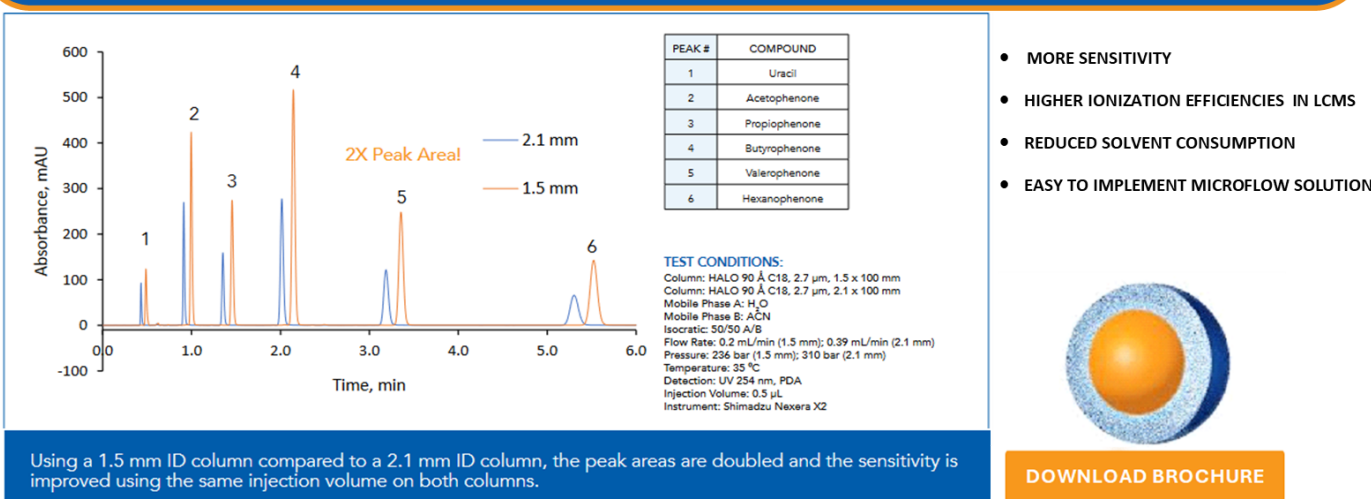 600
500
400
300
200
100
0
-100
Absorbance, mAU
0.0 1.0 2.0 3.0 4.0 5.0 6.0
Time, min
1
2
3
4
5
6
2X Peak Area!
2.1 mm
1.5 mm
PEAK # COMPOUND
1 Uracil
2 Acetophenone
3 Propiophenone
4 Butyrophenone
5 Valerophenone
6 Hexanophenone
TEST CONDITIONS:
Column: HALO 90 Å C18, 2.7 µm, 1.5 x 100 mm
Column: HALO 90 Å C18, 2.7 µm, 2.1 x 100 mm
Mobile Phase A: H₂O
Mobile Phase B: ACN
Isocratic: 50/50 A/B
Flow Rate: 0.2 mL/min (1.5 mm); 0.39 mL/min (2.1 mm)
Pressure: 236 bar (1.5 mm); 310 bar (2.1 mm)
Temperature: 35 ºC
Detection: UV 254 nm, PDA
Injection Volume: 0.5 µL
Instrument: Shimadzu Nexera X2
Using a 1.5 mm ID column compared to a 2.1 mm ID column, the peak areas are doubled and the sensitivity is
improved using the same injection volume on both columns.
• MORE SENSITIVITY
• HIGHER IONIZATION EFFICIENCIES IN LCMS
• REDUCED SOLVENT CONSUMPTION
• EASY TO IMPLEMENT MICROFLOW SOLUTION
DOWNLOAD BROCHURE